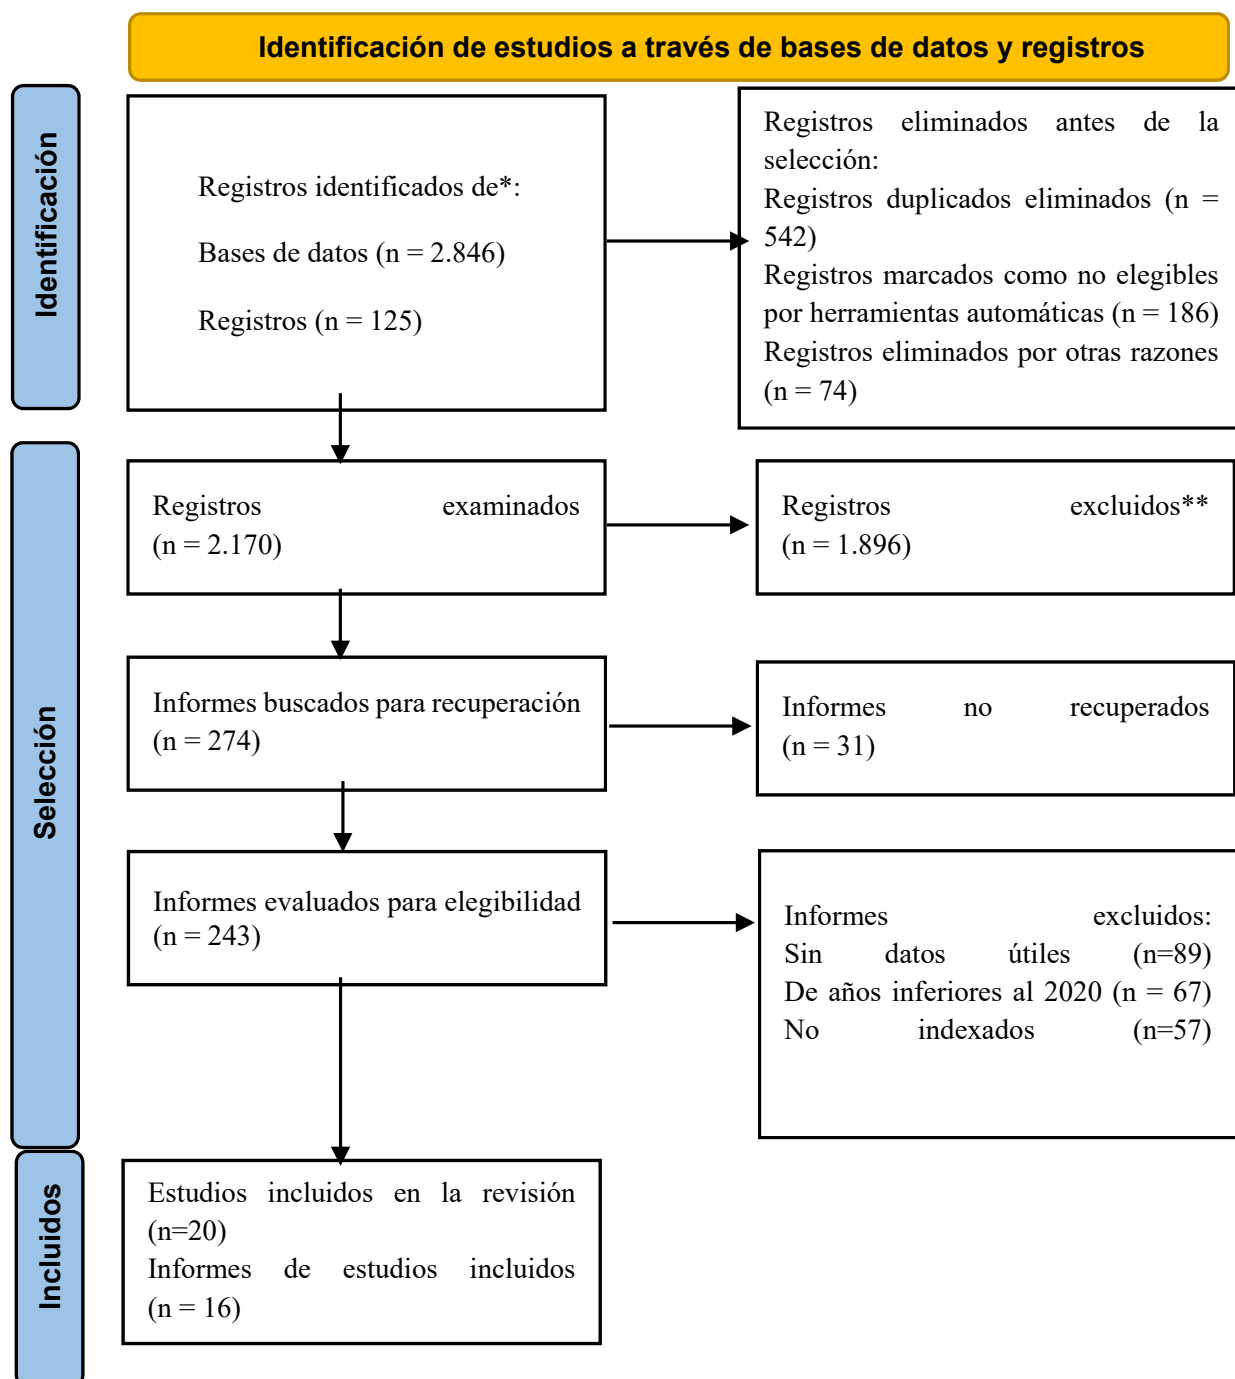 Identificación de estudios a través de bases de datos y registros
Identificación
Registros identificados de*:
Bases de datos (n = 2.846)
Registros (n = 125)
Registros eliminados antes de la
selección:
Registros duplicados eliminados (n =
542)
Registros marcados como no elegibles
por herramientas automáticas (n = 186)
Registros eliminados por otras razones
(n = 74)
Selección
Registros examinados
(n = 2.170)
Registros excluidos**
(n = 1.896)
Informes buscados para recuperación
(n = 274)
Informes no recuperados
(n = 31)
Informes evaluados para elegibilidad
(n = 243)
Informes excluidos:
Sin datos útiles (n=89)
De años inferiores al 2020 (n = 67)
No indexados (n=57)
Incluidos
Estudios incluidos en la revisión
(n=20)
Informes de estudios incluidos
(n = 16)